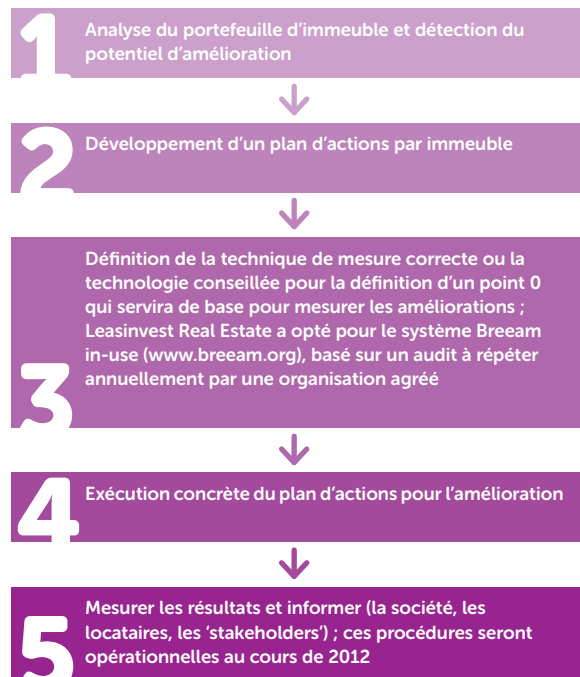 1
Analyse du portefeuille d'immeuble et détection du
potentiel d'amélioration
2
Développement d'un plan d'actions par immeuble
3
Définition de la technique de mesure correcte ou la
technologie conseillée pour la définition d'un point 0
qui servira de base pour mesurer les améliorations ;
Leasinvest Real Estate a opté pour le système Breeam
in-use (www.breeam.org), basé sur un audit à répéter
annuellement par une organisation agréé
4
Exécution concrète du plan d'actions pour l'amélioration
5
Mesurer les résultats et informer (la société, les
locataires, les 'stakeholders') ; ces procédures seront
opérationnelles au cours de 2012